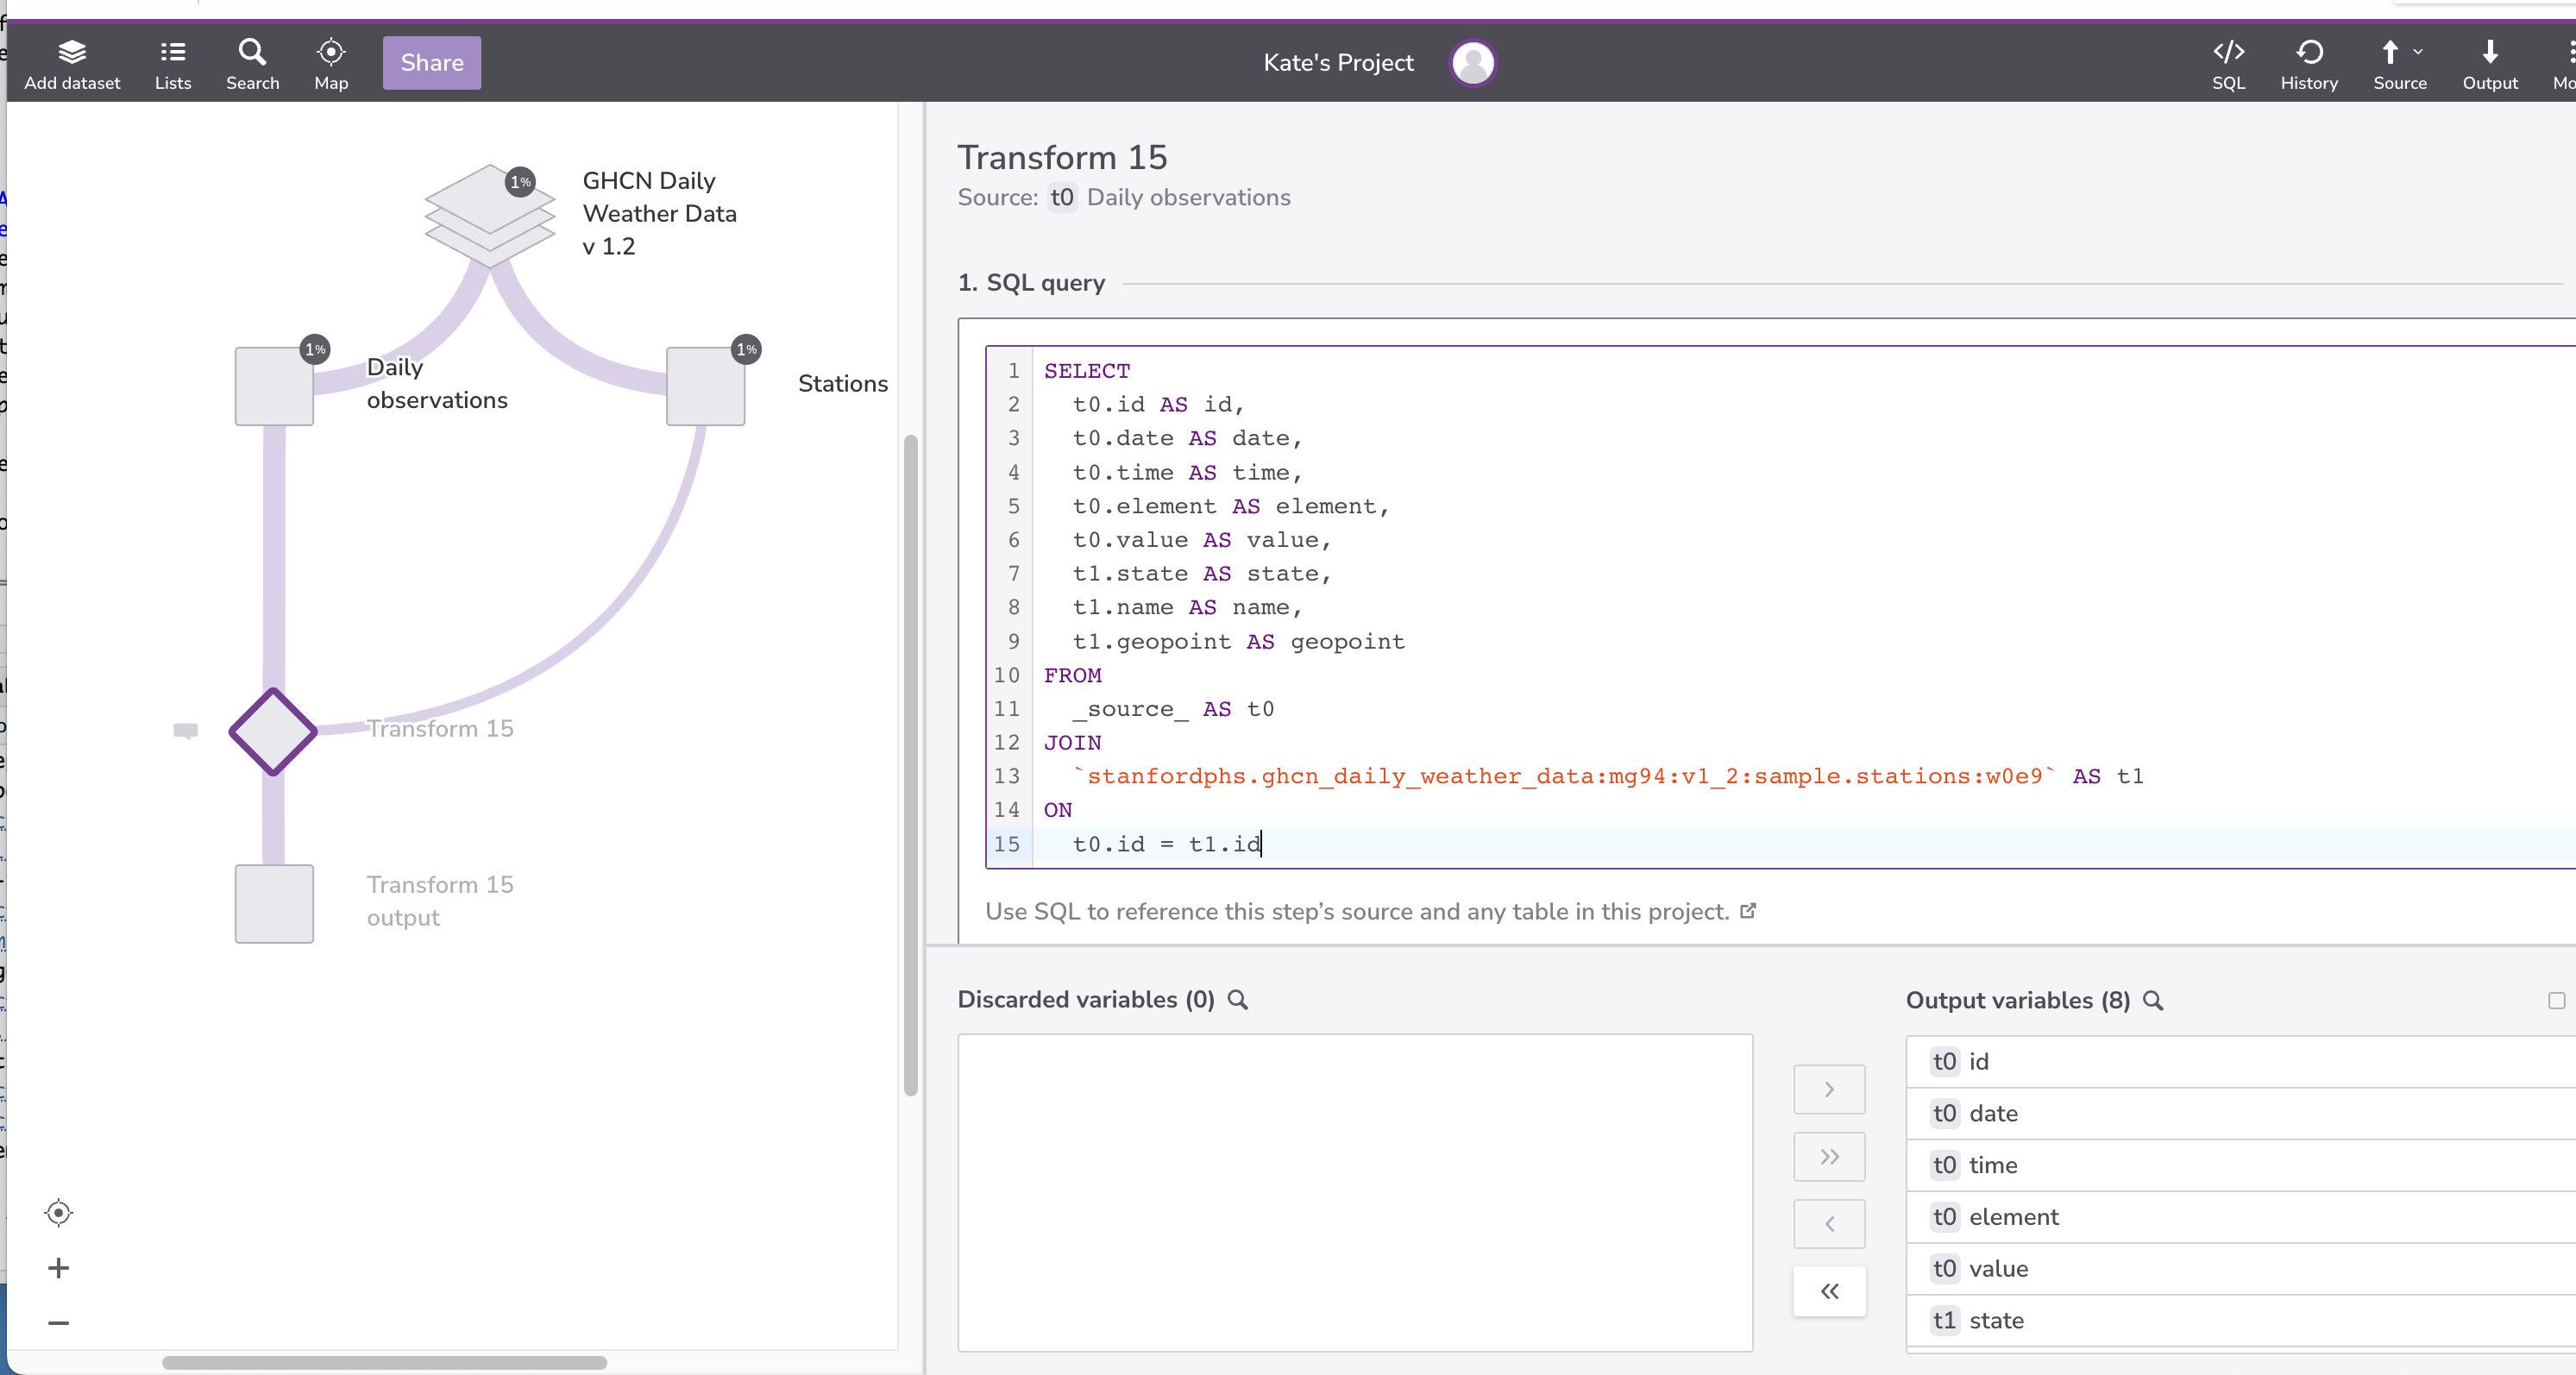 Add dataset
Lists
Search
Map
Share
Kate's Project
SQL
History
Source
Output
1%
GHCN Daily
Weather Data
v 1.2
1%
Daily
observations
1%
Stations
Transform 15
Transform 15
output
Transform 15
Source: t0 Daily observations
1. SQL query
1 SELECT
2 t0.id AS id,
3 t0.date AS date,
4 t0.time AS time,
5 t0.element AS element,
6 t0.value AS value,
7 t1.state AS state,
8 t1.name AS name,
9 t1.geopoint AS geopoint
10 FROM
11 _source_ AS t0
12 JOIN
13 `stanfordphs.ghcn_daily_weather_data:mg94:v1_2:sample.stations:w0e9` AS t1
14 ON
15 t0.id = t1.id
Use SQL to reference this step’s source and any table in this project.
Discarded variables (0)
Output variables (8)
t0 id
t0 date
t0 time
t0 element
t0 value
t1 state